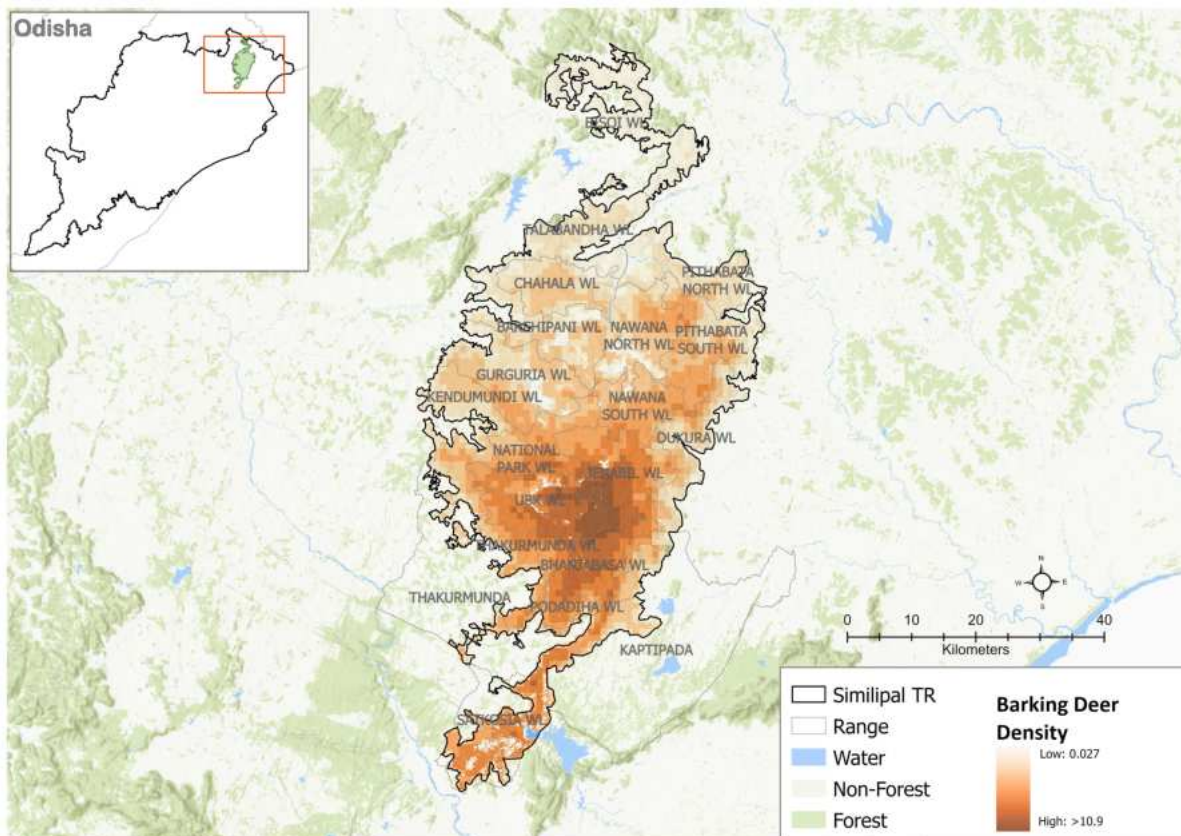 Odisha
BISOI WL
TALABANDHA WL
CHAHALA WL
PITHABATA
NORTH WL
BAREHIPANI WL
NAWANA
NORTH WL
PITHABATA
SOUTH WL
GURGURIA WL
KENDUMUNDI WL
NAWANA
SOUTH WL
DUKURA WL
NATIONAL
PARK WL
JENABIL WL
UBK WL
THAKURMUNDA WL
BHANJABASA WL
THAKURMUNDA
PODADIHA WL
KAPTIPADA
SATKOSIA WL
N
W
E
S
0 10 20 40
Kilometers
Similipal TR
Range
Water
Non-Forest
Forest
Barking Deer
Density
Low: 0.027
High: >10.9